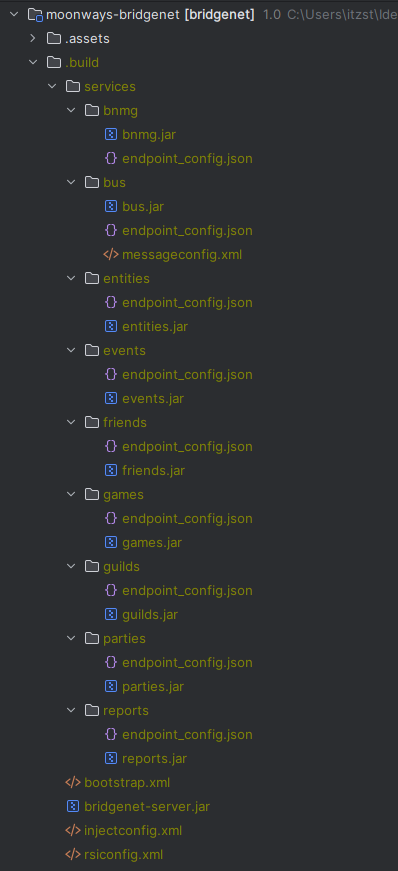 moonways-bridgenet [bridgenet] 1.0 C:\Users\itzst\Ide
.assets
.build
services
bnmg
bnmg.jar
endpoint_config.json
bus
bus.jar
endpoint_config.json
messageconfig.xml
entities
endpoint_config.json
entities.jar
events
endpoint_config.json
events.jar
friends
endpoint_config.json
friends.jar
games
endpoint_config.json
games.jar
guilds
endpoint_config.json
guilds.jar
parties
endpoint_config.json
parties.jar
reports
endpoint_config.json
reports.jar
bootstrap.xml
bridgenet-server.jar
injectconfig.xml
rsiconfig.xml